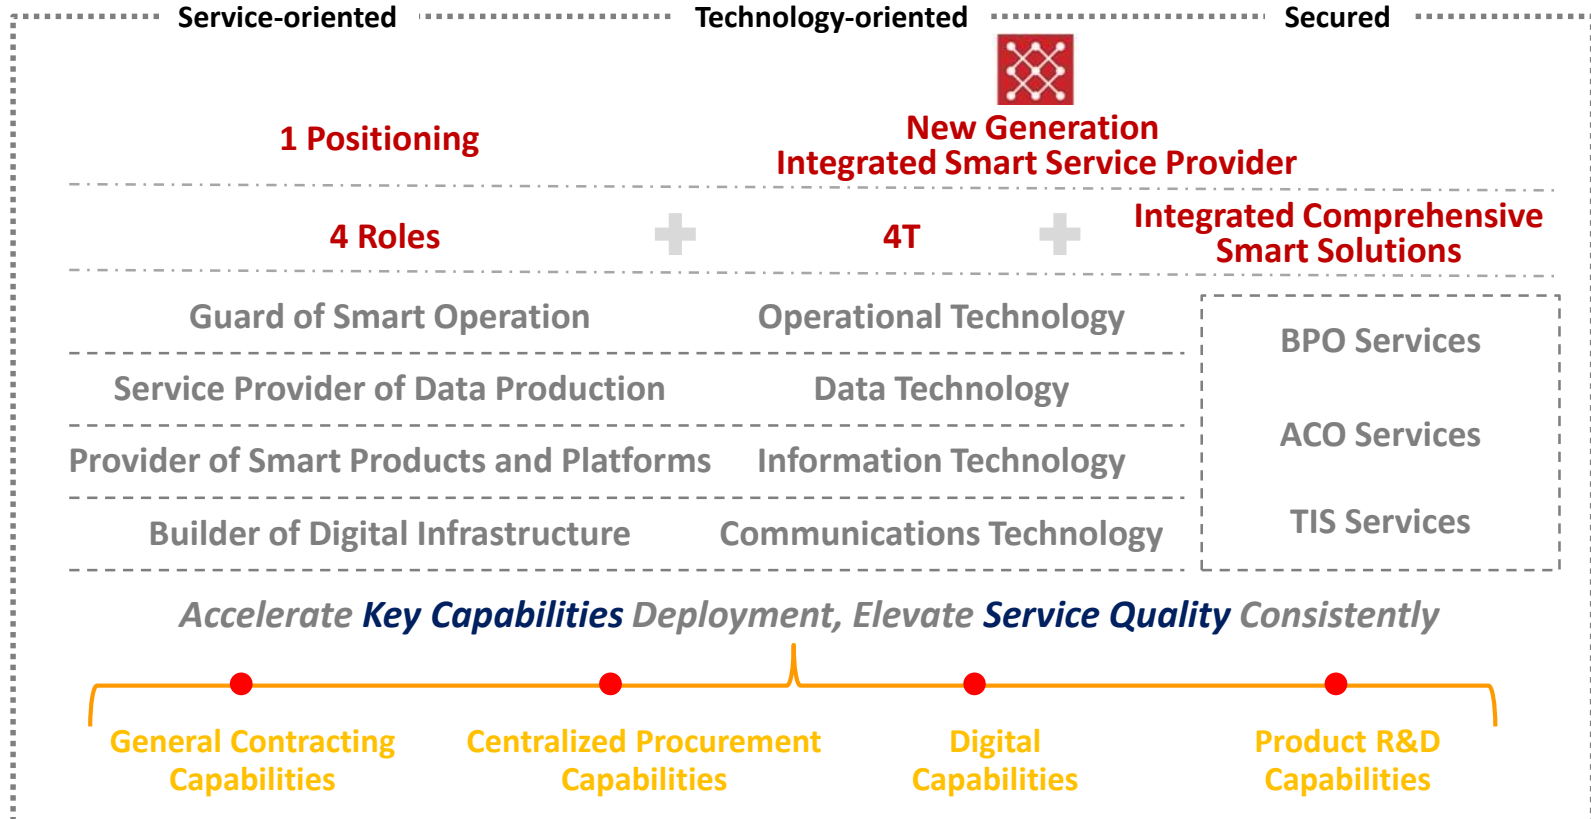 Service-oriented
Technology-oriented
Secured
1 Positioning
New Generation
Integrated Smart Service Provider
4 Roles
4T
Integrated Comprehensive
Smart Solutions
Guard of Smart Operation
Operational Technology
Service Provider of Data Production
Data Technology
Provider of Smart Products and Platforms
Information Technology
Builder of Digital Infrastructure
Communications Technology
BPO Services
ACO Services
TIS Services
Accelerate Key Capabilities Deployment, Elevate Service Quality Consistently
General Contracting
Capabilities
Centralized Procurement
Capabilities
Digital
Capabilities
Product R&D
Capabilities